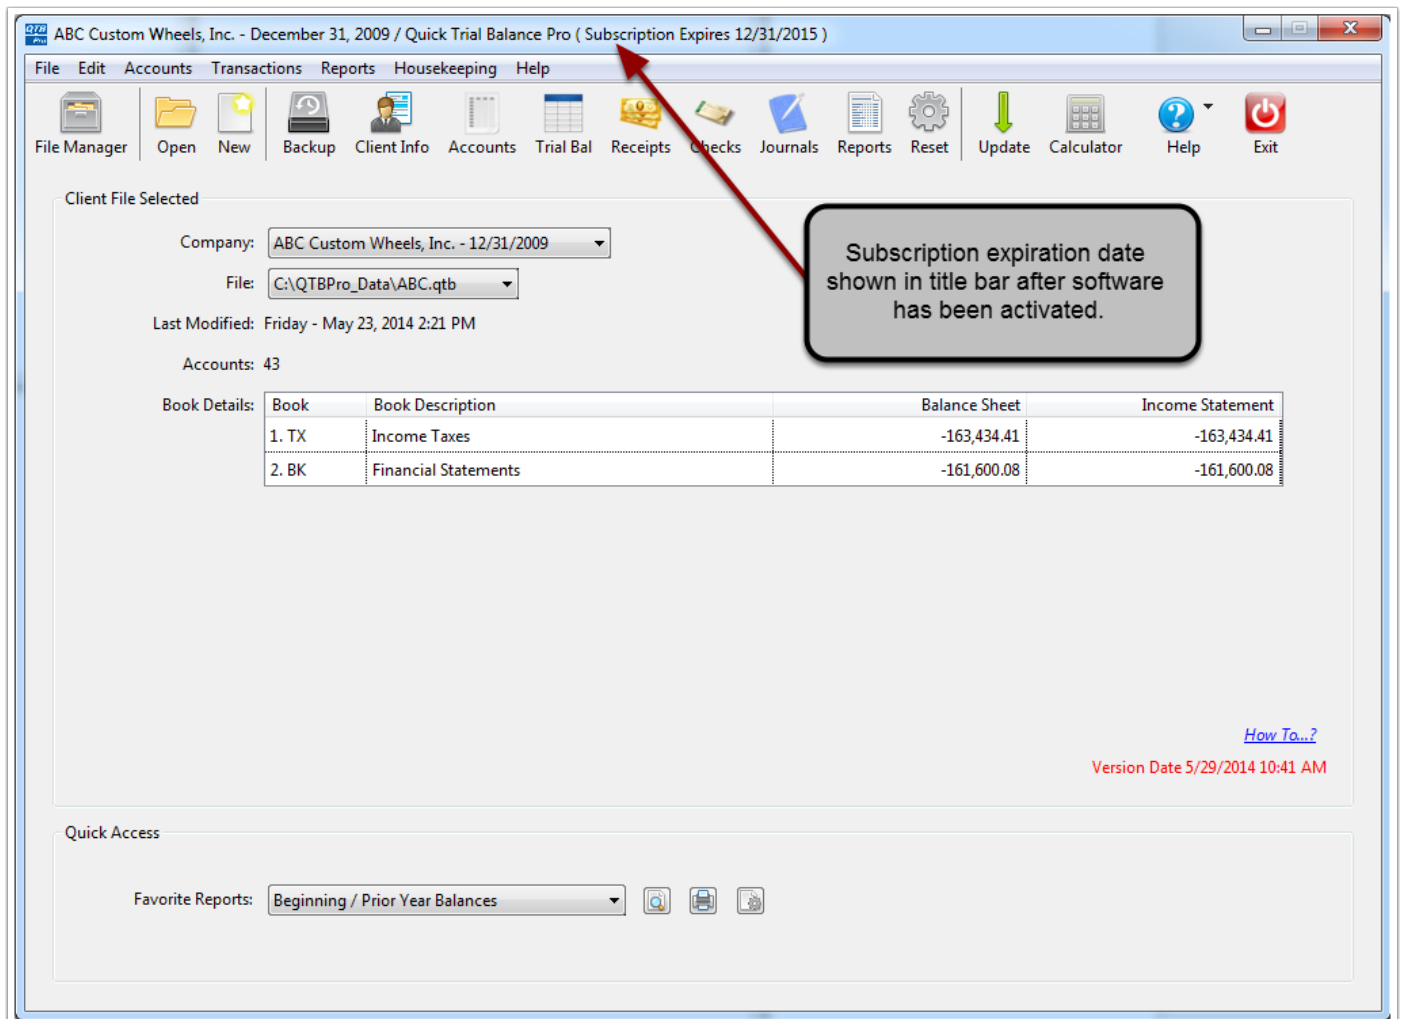 QTB Pro
ABC Custom Wheels, Inc. - December 31, 2009 / Quick Trial Balance Pro ( Subscription Expires 12/31/2015 )
File Edit Accounts Transactions Reports Housekeeping Help
File Manager Open New Backup Client Info Accounts Trial Bal Receipts Checks Journals Reports Reset Update Calculator Help Exit
Client File Selected
Company: ABC Custom Wheels, Inc. - 12/31/2009
File: C:\QTBPro_Data\ABC.qtb
Last Modified: Friday - May 23, 2014 2:21 PM
Accounts: 43
Subscription expiration date
shown in title bar after software
has been activated.
Book Details: Book Book Description Balance Sheet Income Statement
1. TX Income Taxes -163,434.41 -163,434.41
2. BK Financial Statements -161,600.08 -161,600.08
How To...?
Version Date 5/29/2014 10:41 AM
Quick Access
Favorite Reports: Beginning / Prior Year Balances